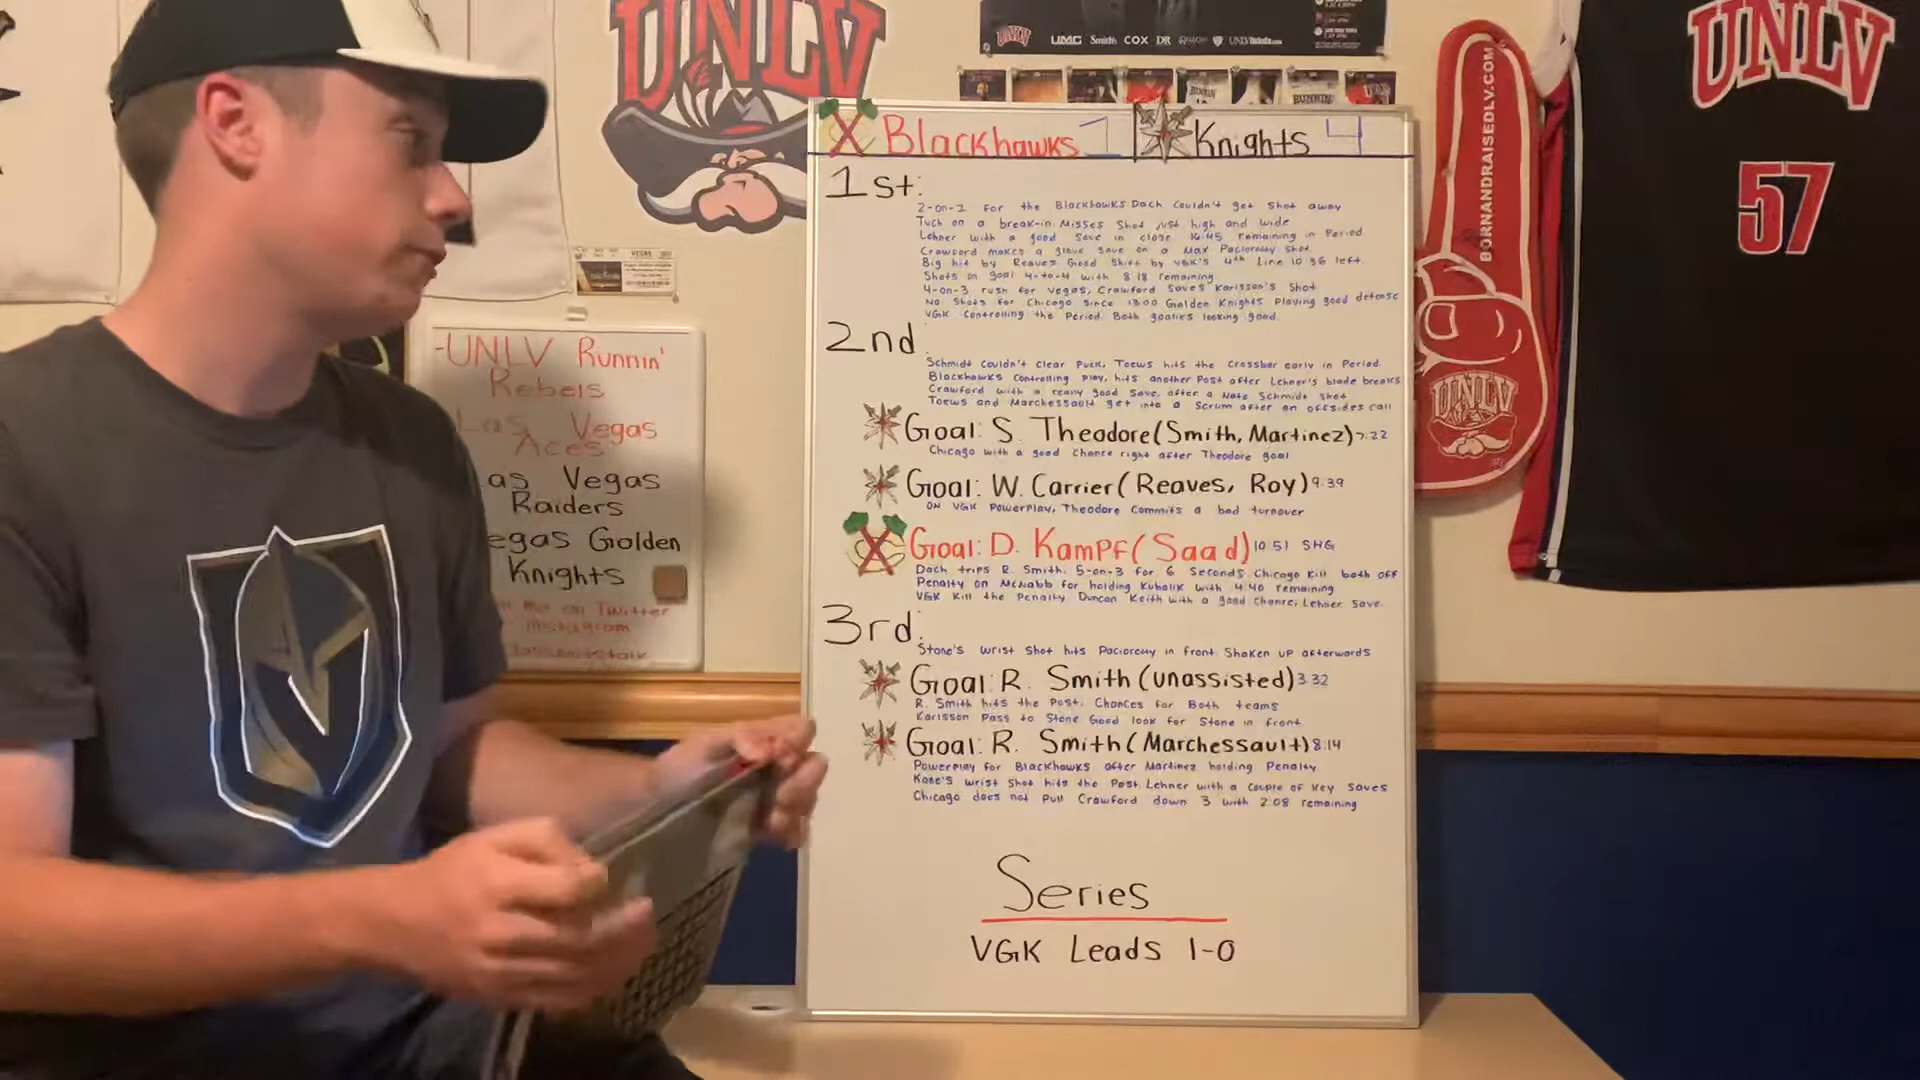 UNLV
UMC Smith's COX DR
UNLV
57
BORNANDRAISEDLV.COM
UNLV
VEGAS
Blackhawks 1
Knights 4
1st:
2-on-1 for the Blackhawks Dach Couldn't get Shot away
Tuch on a break-in Misses Shot just high and wide
Lehner with a good save in close 16:45 remaining in Period
Crawford makes a glove save on a Max Pacioretty shot
Big hit by Reaves Good Shift by VGK's 4th Line 10:36 left
Shots on goal 4-to-4 with 8:18 remaining
4-on-3 rush for Vegas, Crawford Saves Karlsson's Shot
No Shots for Chicago Since 13:00 Golden Knights Playing good defense
VGK Controlling the Period Both goalies looking good
2nd:
Schmidt Couldn't Clear Puck, Toews hits the Crossbar early in Period
Blackhawks Controlling Play, hits another Post after Lehner's blade breaks
Crawford with a really good Save, after a Nate Schmidt Shot
Toews and Marchessault get into a Scrum after an offsides call
Goal: S. Theodore (Smith, Martinez) 7:22
Chicago with a good Chance right after Theodore goal
Goal: W. Carrier (Reaves, Roy) 9:39
ON VGK PowerPlay, Theodore Commits a bad turnover
Goal: D. Kampf (Saad) 10:51 SHG
Dach trips R. Smith. 5-on-3 for 6 Seconds. Chicago Kill both off
Penalty on McNabb for holding Kubalik with 4:40 remaining
VGK Kill the Penalty Duncan Keith with a good Chance; Lehner Save
3rd:
Stone's Wrist Shot hits Pacioretty in front Shaken up afterwards
Goal: R. Smith (unassisted) 3:32
R. Smith hits the Post, Chances for Both teams
Karlsson Pass to Stone Good look for Stone in front
Goal: R. Smith (Marchessault) 8:14
Powerplay for Blackhawks after Martinez holding Penalty
Kane's wrist Shot hits the Post Lehner with a Couple of Key Saves
Chicago does not Pull Crawford down 3 with 2:08 remaining
Series
VGK Leads 1-0
-UNLV Runnin'
Rebels
Las Vegas
Aces
as Vegas
Raiders
egas Golden
Knights
me on Twitter
Instagram
UNLV